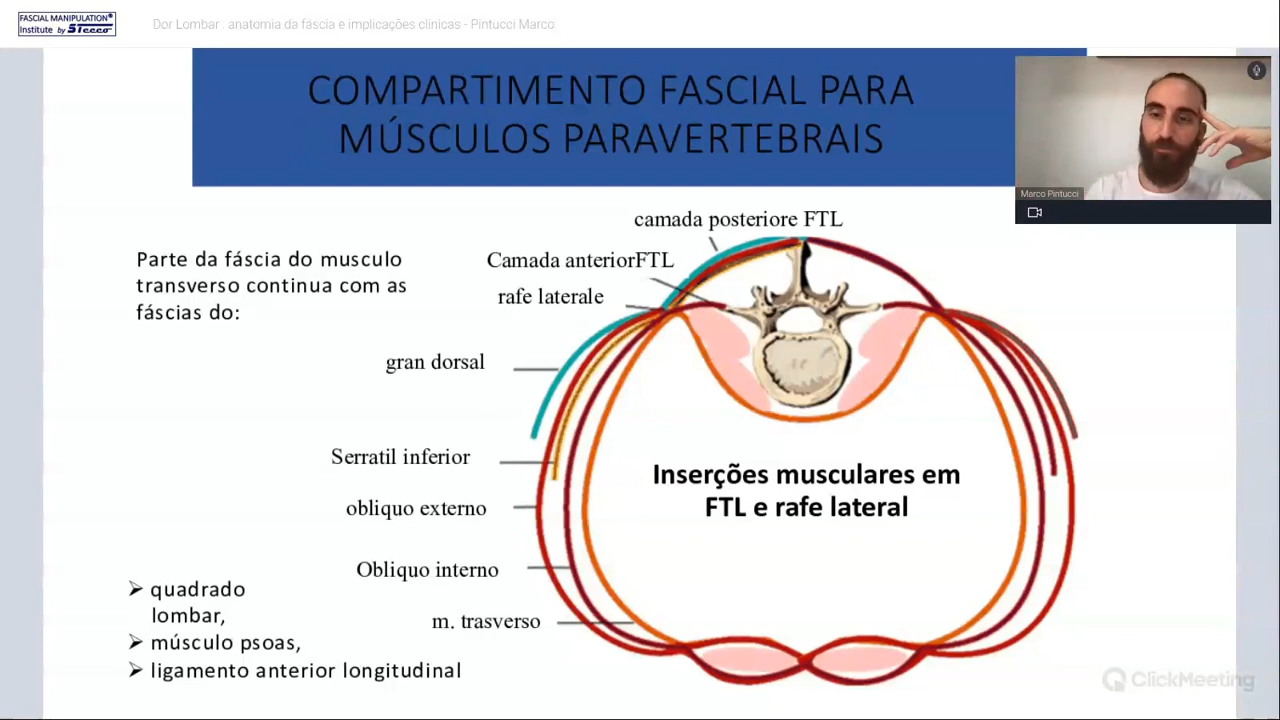 FASCIAL MANIPULATION®
Institute by Stecco
Dor Lombar : anatomia da fáscia e implicações clínicas - Pintucci Marco
COMPARTIMENTO FASCIAL PARA
MÚSCULOS PARAVERTEBRAIS
Marco Pintucci
camada posteriore FTL
Parte da fáscia do musculo
transverso continua com as
fáscias do:
Camada anteriorFTL
rafe laterale
gran dorsal
Serratil inferior
obliquo externo
Obliquo interno
m. trasverso
Inserções musculares em
FTL e rafe lateral
➢ quadrado
lombar,
➢ músculo psoas,
➢ ligamento anterior longitudinal
ClickMeeting